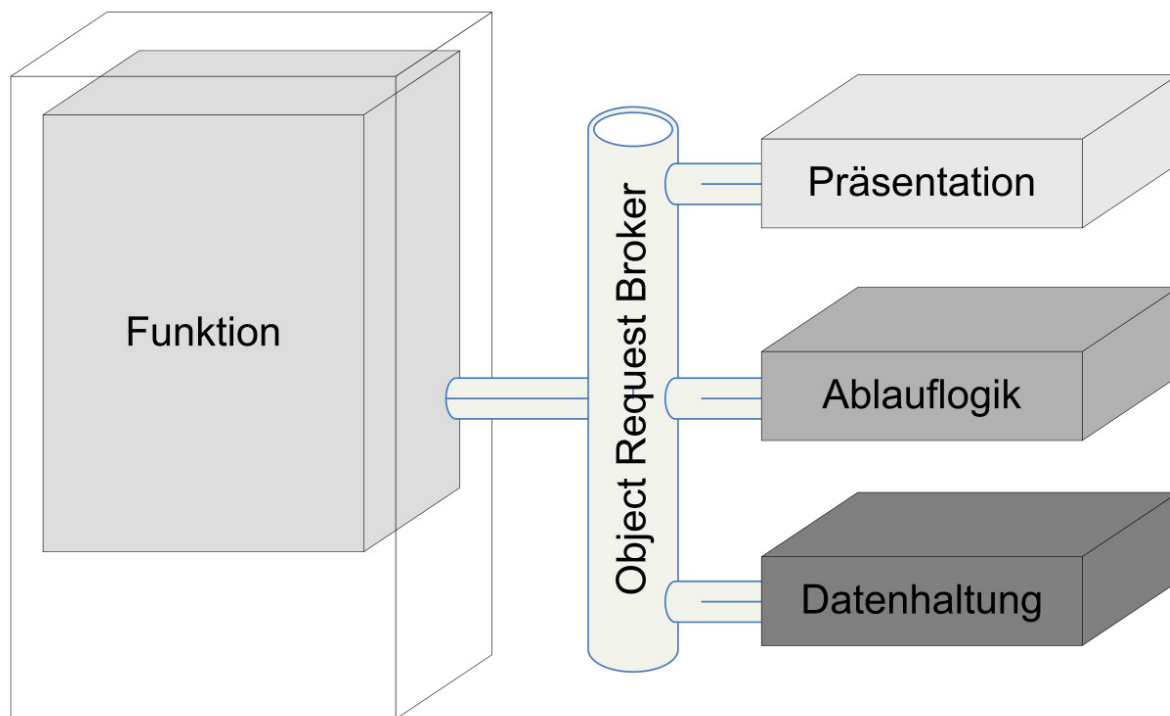 Präsentation
Funktion
Object Request Broker
Ablauflogik
Datenhaltung